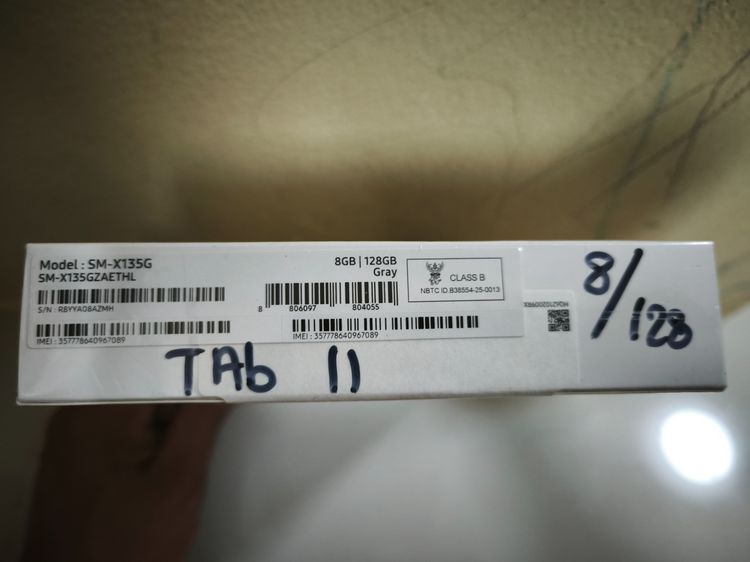 Model : SM-X135G
SM-X135GZAETHL
8GB | 128GB
Gray
S/N : RBYYA08AZMH
8 806097 804055
CLASS B
NBTC ID.B38554-25-0013
IMEI : 357778640967089
IMEI : 357778640967089
TAb 11
8/128